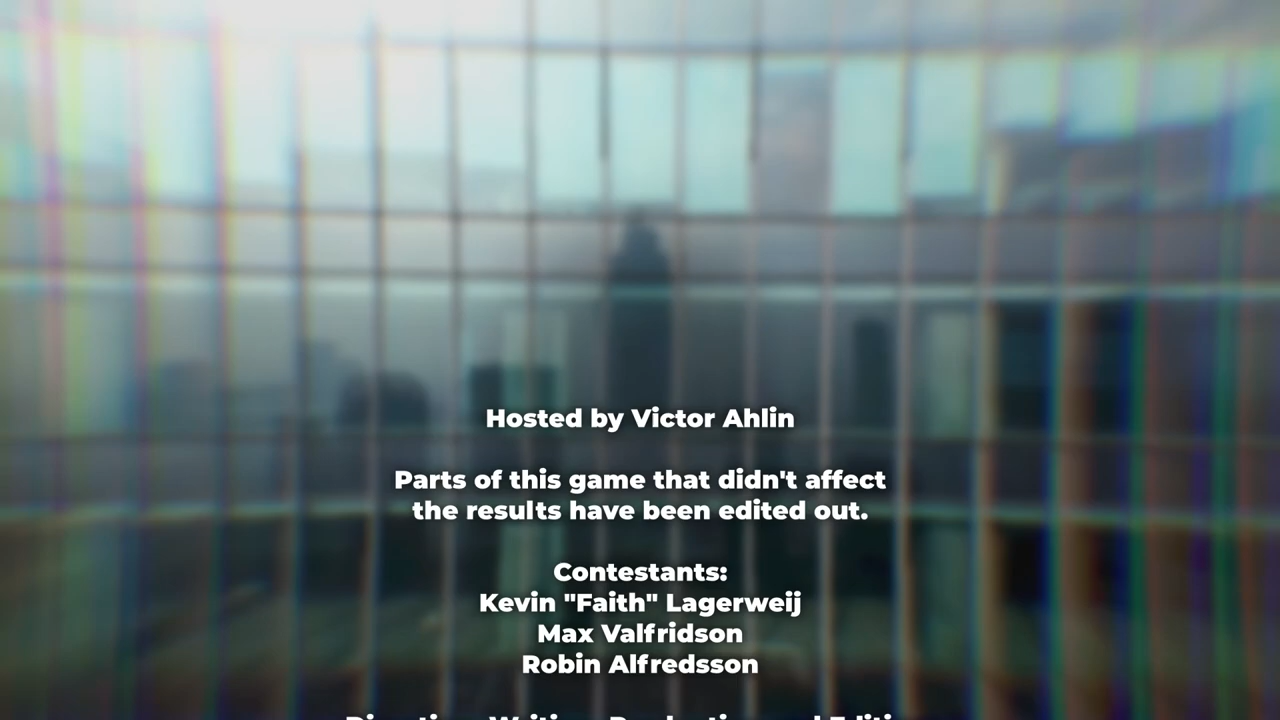 Hosted by Victor Ahlin
Parts of this game that didn't affect
the results have been edited out.
Contestants:
Kevin "Faith" Lagerweij
Max Valfridson
Robin Alfredsson